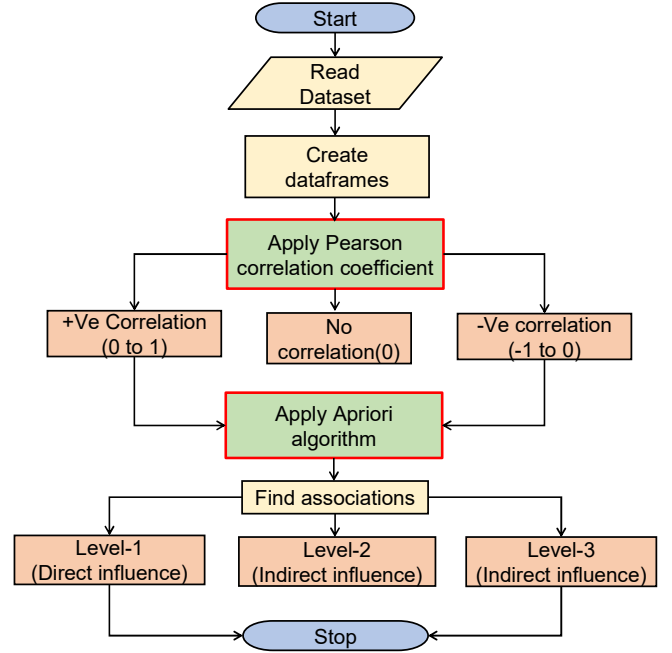 Start
Read
Dataset
Create
dataframes
Apply Pearson
correlation coefficient
+Ve Correlation
(0 to 1)
No
correlation(0)
-Ve correlation
(-1 to 0)
Apply Apriori
algorithm
Find associations
Level-1
(Direct influence)
Level-2
(Indirect influence)
Level-3
(Indirect influence)
Stop